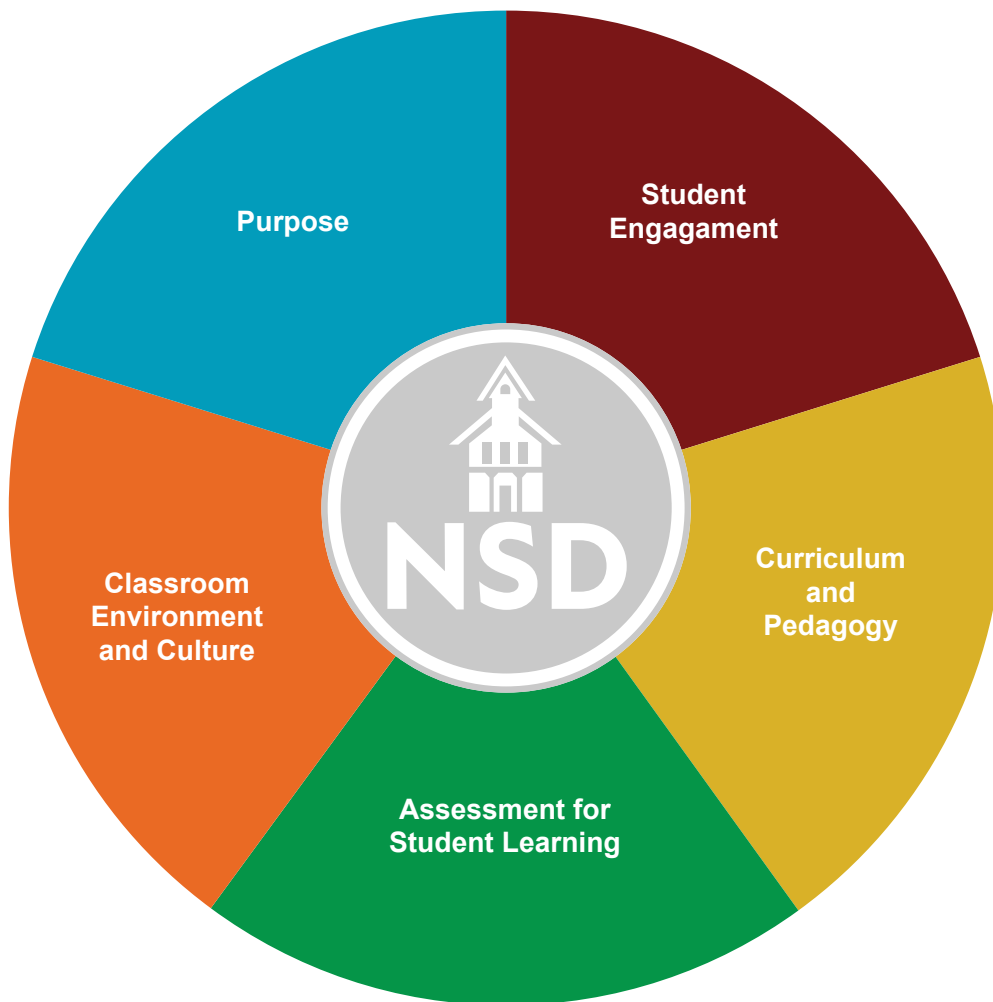 Purpose
Student
Engagament
Curriculum
and
Pedagogy
Assessment for
Student Learning
Classroom
Environment
and Culture
NSD